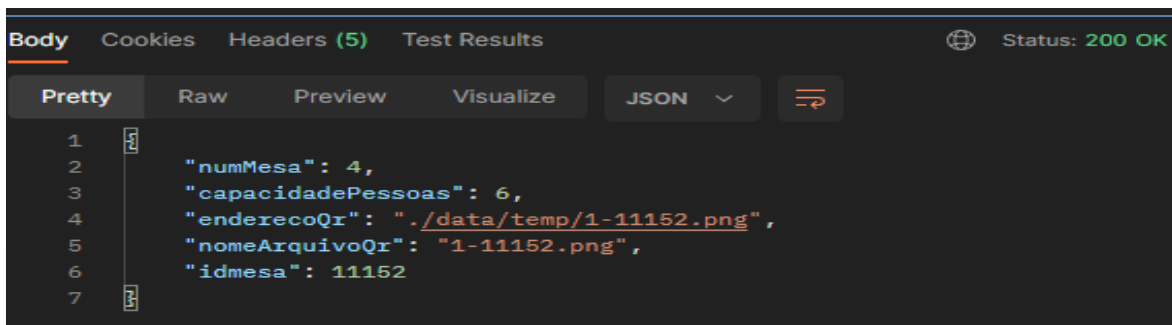 Body Cookies Headers (5) Test Results Status: 200 OK
Pretty Raw Preview Visualize JSON
1 {
2 "numMesa": 4,
3 "capacidadePessoas": 6,
4 "enderecoQr": "./data/temp/1-11152.png",
5 "nomeArquivoQr": "1-11152.png",
6 "idmesa": 11152
7 }